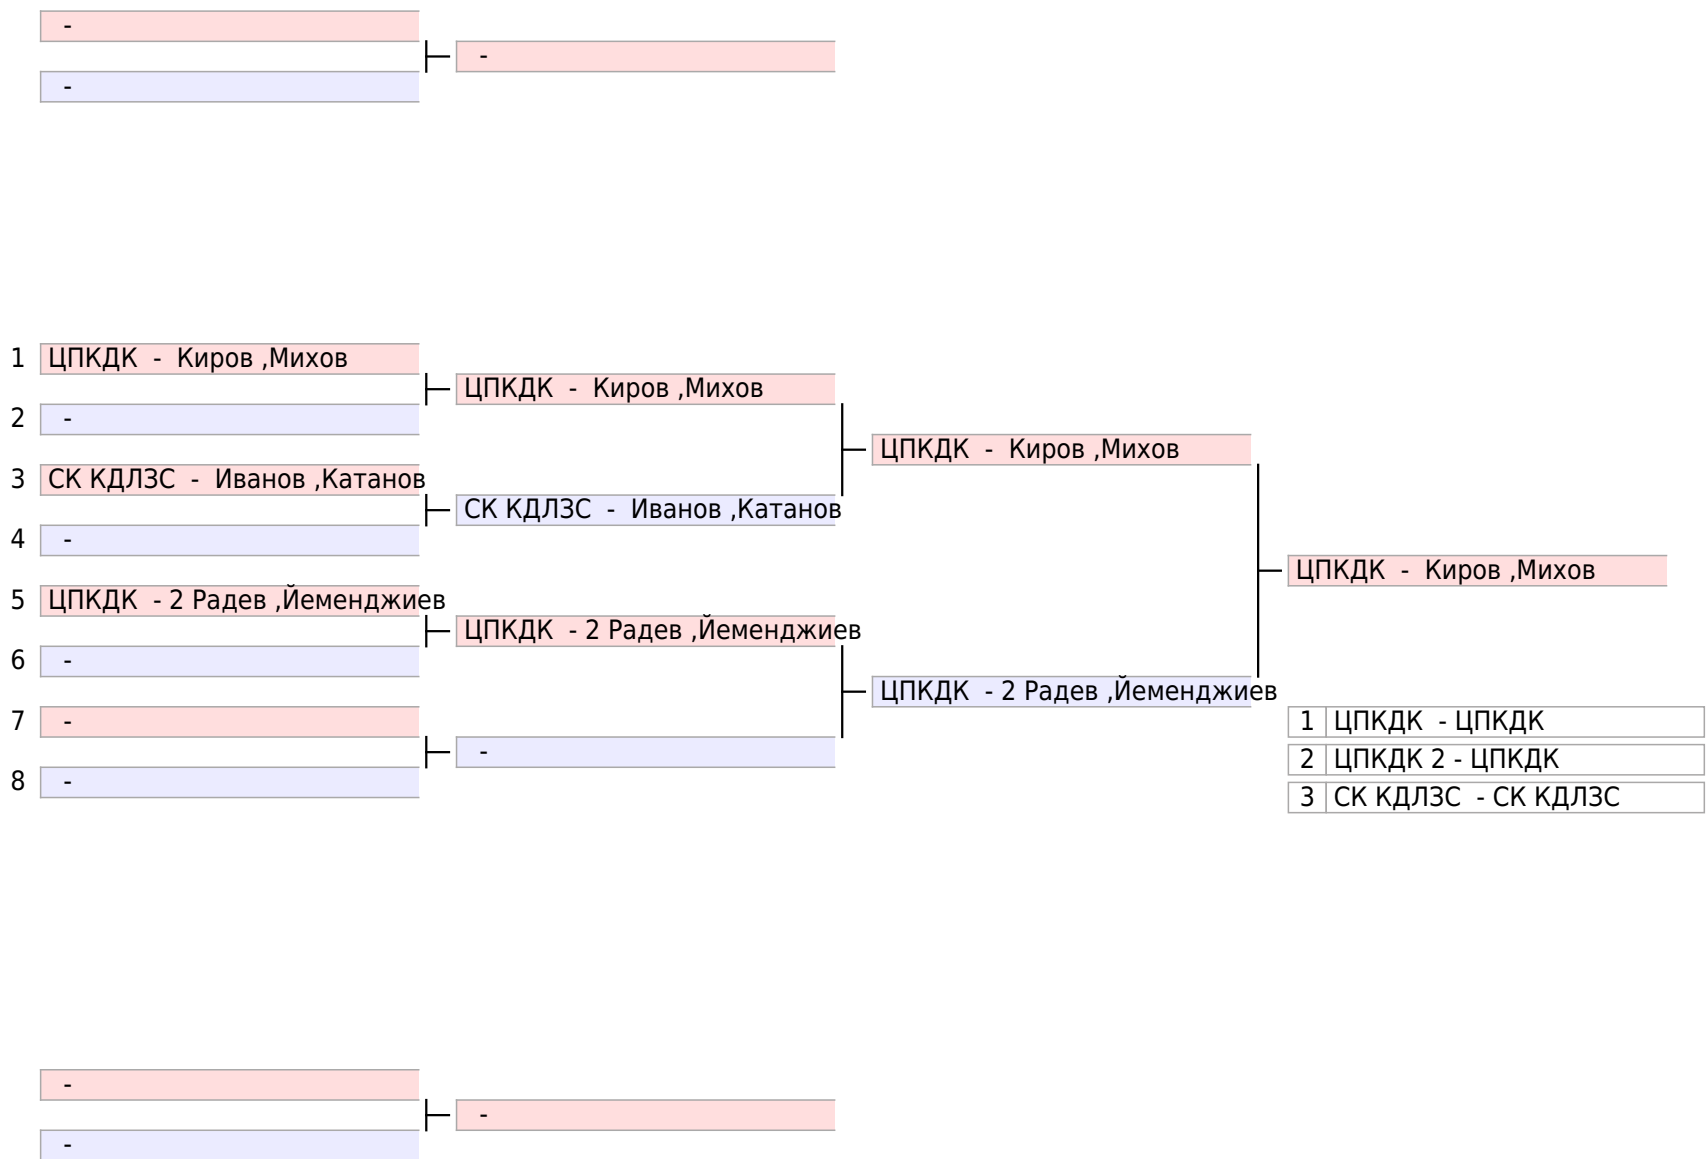 -
-
-
1 ЦПКДК - Киров ,Михов
ЦПКДК - Киров ,Михов
2 -
ЦПКДК - Киров ,Михов
3 СК КДЛЗС - Иванов ,Катанов
СК КДЛЗС - Иванов ,Катанов
4 -
ЦПКДК - Киров ,Михов
5 ЦПКДК - 2 Радев ,Йеменджиев
ЦПКДК - 2 Радев ,Йеменджиев
6 -
ЦПКДК - 2 Радев ,Йеменджиев
7 -
1 ЦПКДК - ЦПКДК
-
2 ЦПКДК 2 - ЦПКДК
8 -
3 СК КДЛЗС - СК КДЛЗС
-
-
-